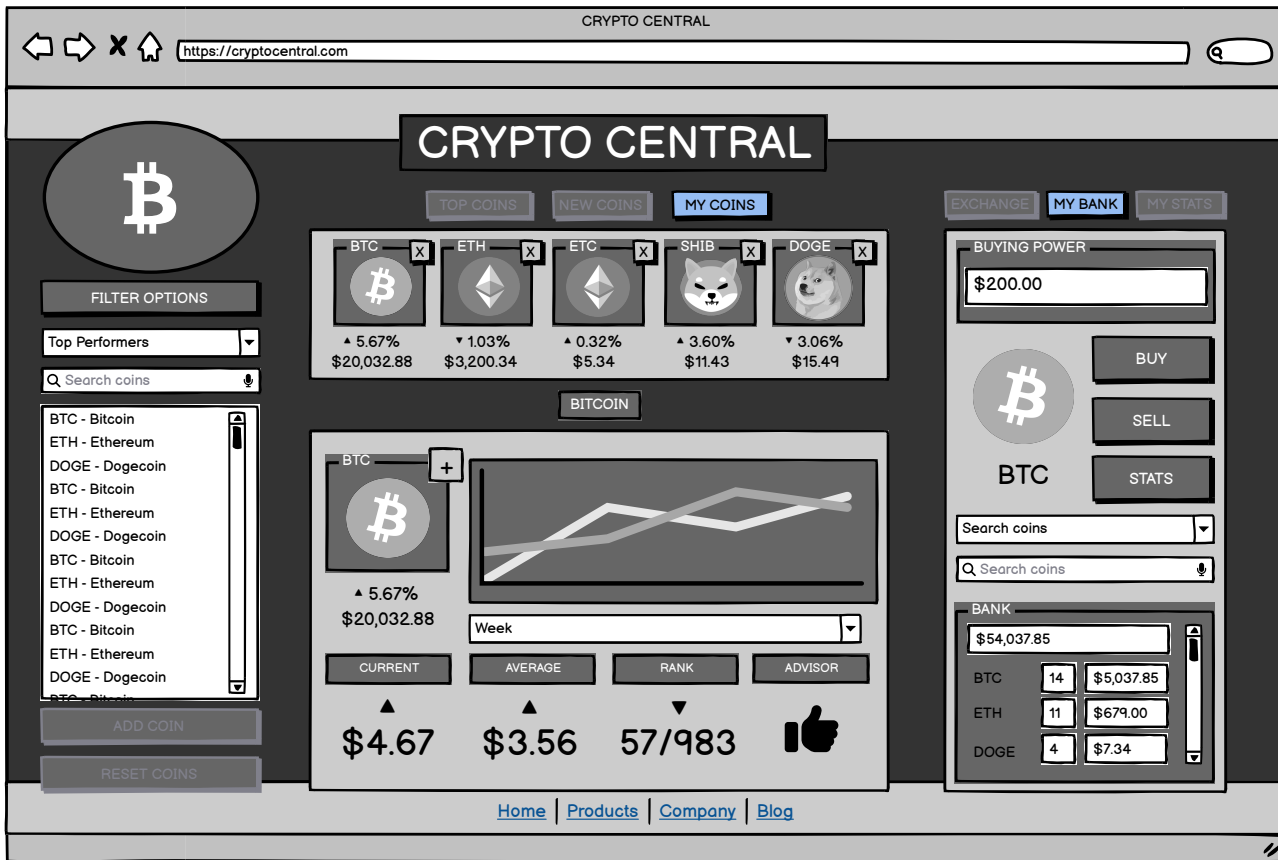 CRYPTO CENTRAL
https://cryptocentral.com
CRYPTO CENTRAL
TOP COINS
NEW COINS
MY COINS
EXCHANGE
MY BANK
MY STATS
FILTER OPTIONS
Top Performers
Search coins
BTC - Bitcoin
ETH - Ethereum
DOGE - Dogecoin
BTC - Bitcoin
ETH - Ethereum
DOGE - Dogecoin
BTC - Bitcoin
ETH - Ethereum
DOGE - Dogecoin
BTC - Bitcoin
ETH - Ethereum
DOGE - Dogecoin
BTC - Bitcoin
ADD COIN
RESET COINS
BTC X
ETH X
ETC X
SHIB X
DOGE X
▲ 5.67%
$20,032.88
▼ 1.03%
$3,200.34
▲ 0.32%
$5.34
▲ 3.60%
$11.43
▼ 3.06%
$15.49
BITCOIN
BTC +
▲ 5.67%
$20,032.88
Week
CURRENT
AVERAGE
RANK
ADVISOR
$4.67
$3.56
57/983
BUYING POWER
$200.00
BTC
BUY
SELL
STATS
Search coins
Search coins
BANK
$54,037.85
BTC 14 $5,037.85
ETH 11 $679.00
DOGE 4 $7.34
Home | Products | Company | Blog